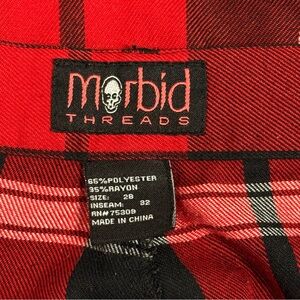 Morbid
THREADS
65%POLYESTER
35%RAYON
SIZE: 28
INSEAM: 32
RN# 75309
MADE IN CHINA